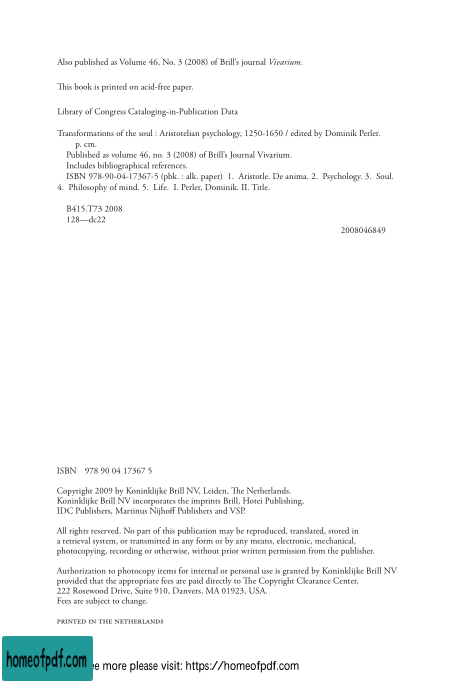 Also published as Volume 46, No. 3 (2008) of Brill's journal Vivarium.
This book is printed on acid-free paper.
Library of Congress Cataloging-in-Publication Data
Transformations of the soul : Aristotelian psychology, 1250-1650 / edited by Dominik Perler.
p. cm.
Published as volume 46, no. 3 (2008) of Brill's Journal Vivarium.
Includes bibliographical references.
ISBN 978-90-04-17367-5 (pbk. : alk. paper) 1. Aristotle. De anima. 2. Psychology. 3. Soul.
4. Philosophy of mind. 5. Life. I. Perler, Dominik. II. Title.
B415.T73 2008
128—dc22
2008046849
ISBN 978 90 04 17367 5
Copyright 2009 by Koninklijke Brill NV, Leiden, The Netherlands.
Koninklijke Brill NV incorporates the imprints Brill, Hotei Publishing,
IDC Publishers, Martinus Nijhoff Publishers and VSP.
All rights reserved. No part of this publication may be reproduced, translated, stored in
a retrieval system, or transmitted in any form or by any means, electronic, mechanical,
photocopying, recording or otherwise, without prior written permission from the publisher.
Authorization to photocopy items for internal or personal use is granted by Koninklijke Brill NV
provided that the appropriate fees are paid directly to The Copyright Clearance Center,
222 Rosewood Drive, Suite 910, Danvers, MA 01923, USA.
Fees are subject to change.
PRINTED IN THE NETHERLANDS
homeofpdf.com
e more please visit: https://homeofpdf.com